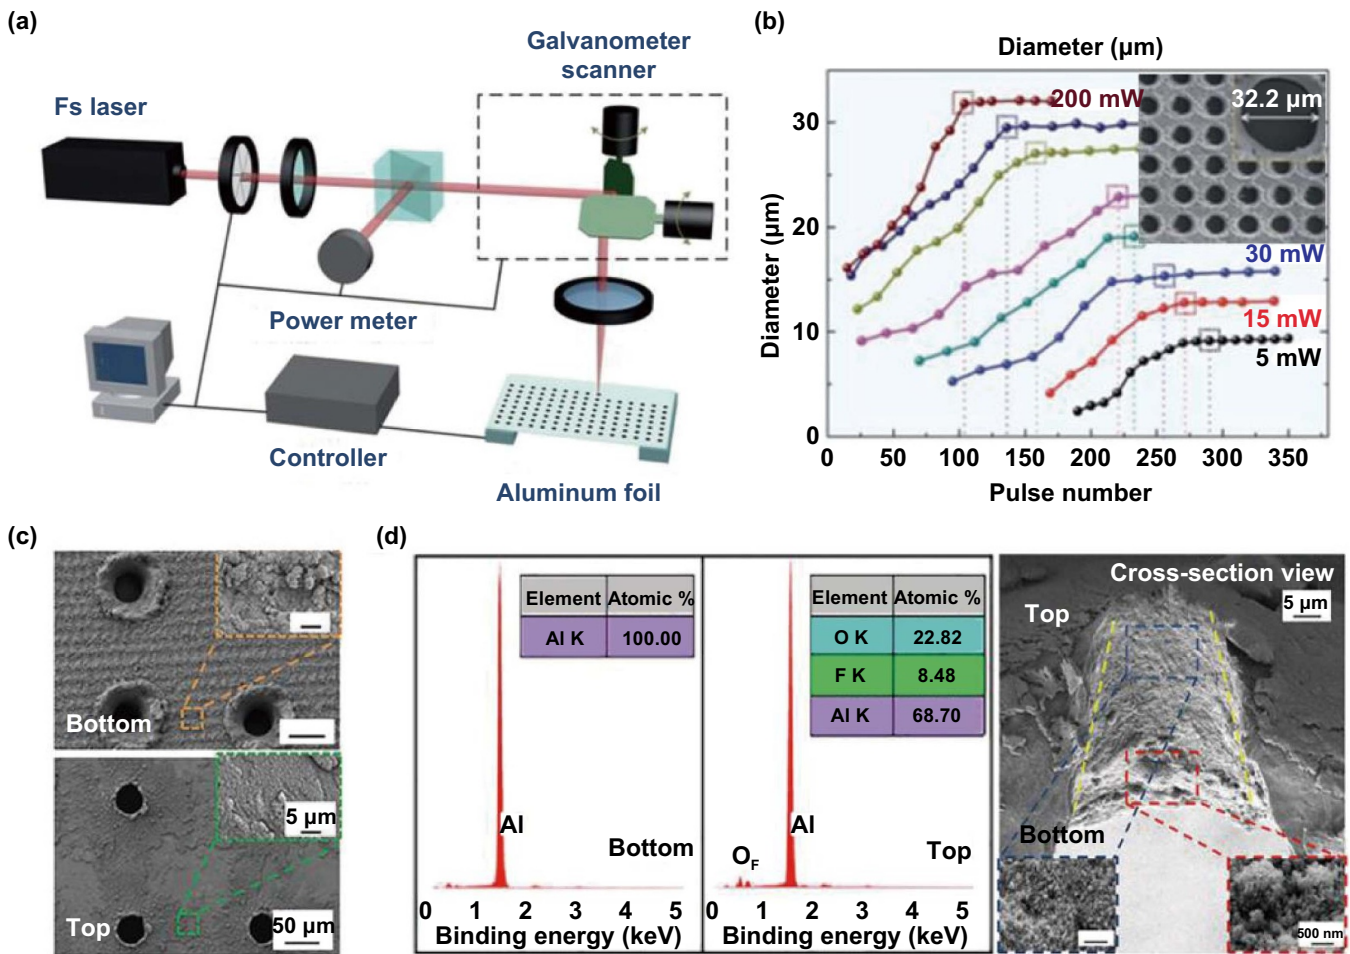 (a)
Galvanometer
scanner
Fs laser
Power meter
Controller
Aluminum foil
(b)
Diameter (μm)
Diameter (μm)
30
20
10
0
200 mW
32.2 μm
30 mW
15 mW
5 mW
0 50 100 150 200 250 300 350
Pulse number
(c)
Bottom
5 μm
Top
50 μm
(d)
Element Atomic %
Al K 100.00
Al
Bottom
0 1 2 3 4 5
Binding energy (keV)
Element Atomic %
O K 22.82
F K 8.48
Al K 68.70
Al
OF
Top
0 1 2 3 4 5
Binding energy (keV)
Cross-section view
5 μm
Top
Bottom
500 nm